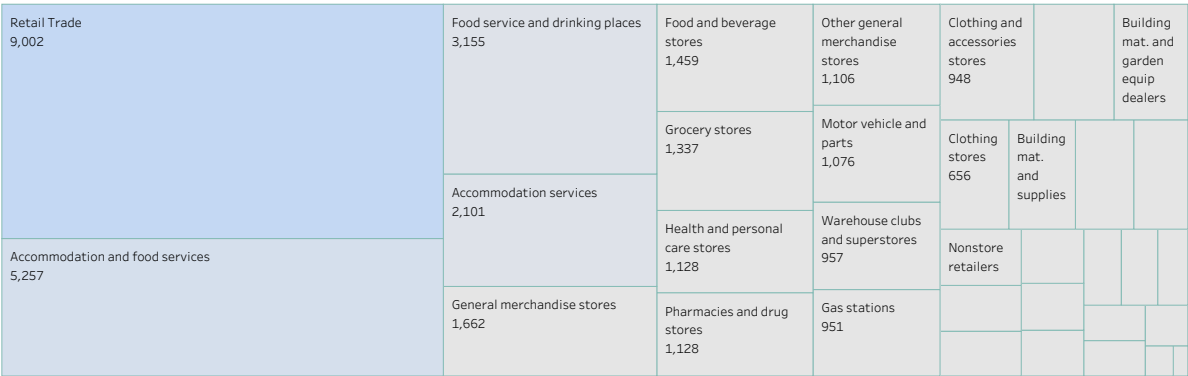 Retail Trade
9,002
Accommodation and food services
5,257
Food service and drinking places
3,155
Accommodation services
2,101
General merchandise stores
1,662
Food and beverage
stores
1,459
Grocery stores
1,337
Health and personal
care stores
1,128
Pharmacies and drug
stores
1,128
Other general
merchandise
stores
1,106
Motor vehicle and
parts
1,076
Warehouse clubs
and superstores
957
Gas stations
951
Clothing and
accessories
stores
948
Building
mat. and
garden
equip
dealers
Clothing
stores
656
Building
mat.
and
supplies
Nonstore
retailers